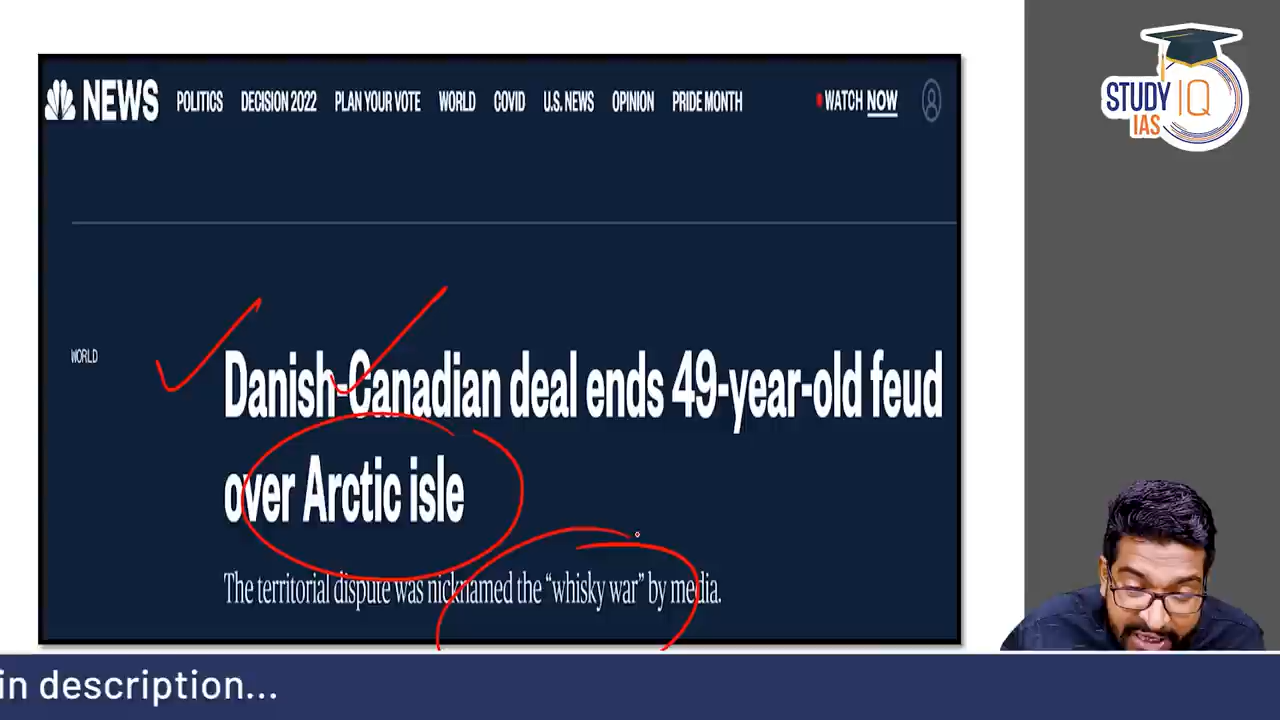 NEWS POLITICS DECISION 2022 PLAN YOUR VOTE WORLD COVID U.S. NEWS OPINION PRIDE MONTH WATCH NOW
STUDY IQ
IAS
WORLD
Danish-Canadian deal ends 49-year-old feud
over Arctic isle
The territorial dispute was nicknamed the “whisky war” by media.
in description...